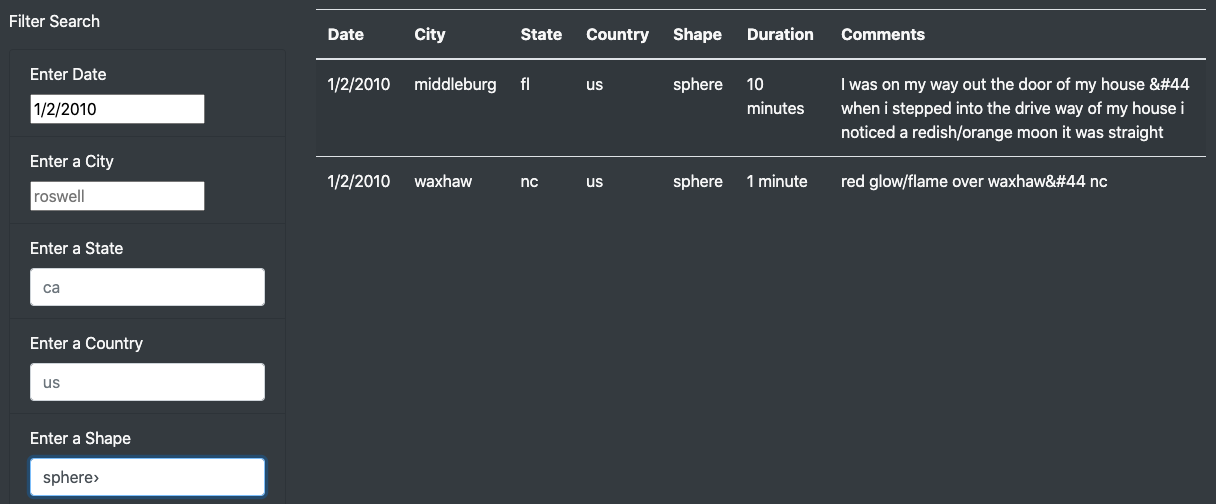 Filter Search
Enter Date
1/2/2010
Enter a City
roswell
Enter a State
ca
Enter a Country
us
Enter a Shape
sphere›
Date City State Country Shape Duration Comments
1/2/2010 middleburg fl us sphere 10 I was on my way out the door of my house &#44
minutes when i stepped into the drive way of my house i
noticed a redish/orange moon it was straight
1/2/2010 waxhaw nc us sphere 1 minute red glow/flame over waxhaw&#44 nc